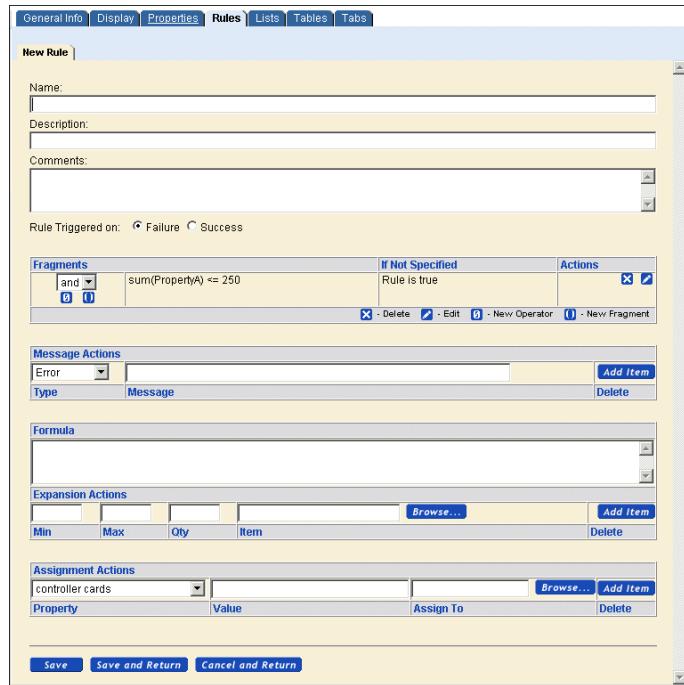 General Info Display Properties Rules Lists Tables Tabs
New Rule
Name:
Description:
Comments:
Rule Triggered on: Failure Success
Fragments If Not Specified Actions
and sum(PropertyA) <= 250 Rule is true
- Delete - Edit - New Operator - New Fragment
Message Actions
Error Add Item
Type Message Delete
Formula
Expansion Actions
Browse... Add Item
Min Max Qty Item Delete
Assignment Actions
controller cards Browse... Add Item
Property Value Assign To Delete
Save Save and Return Cancel and Return